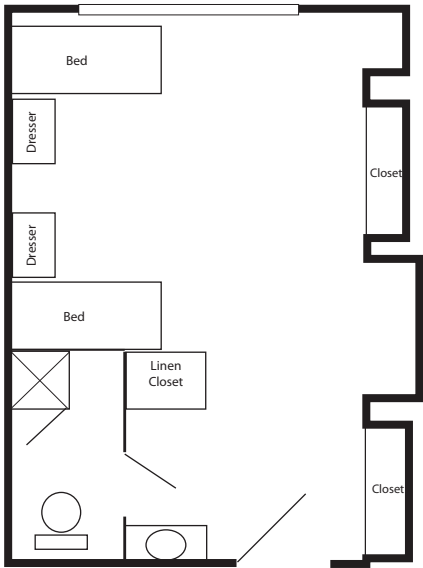 Bed
Dresser
Closet
Dresser
Bed
Linen
Closet
Closet